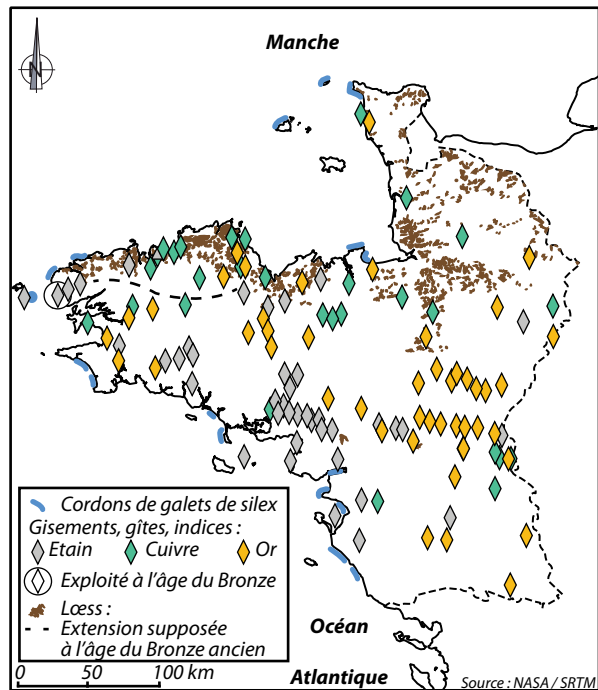 Manche
N
Cordons de galets de silex
Gisements, gîtes, indices :
Etain Cuivre Or
Exploité à l'âge du Bronze
Lœss :
Extension supposée
à l'âge du Bronze ancien
0 50 100 km
Océan
Atlantique
Source : NASA / SRTM